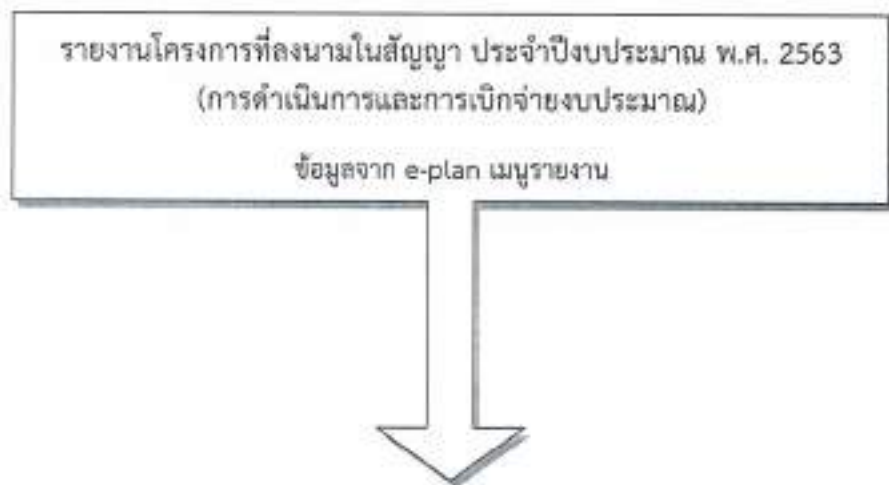 รายงานโครงการที่ลงนามในสัญญา ประจำปีงบประมาณ พ.ศ. 2563
(การดำเนินการและการเบิกจ่ายงบประมาณ)
ข้อมูลจาก e-plan เมนูรายงาน